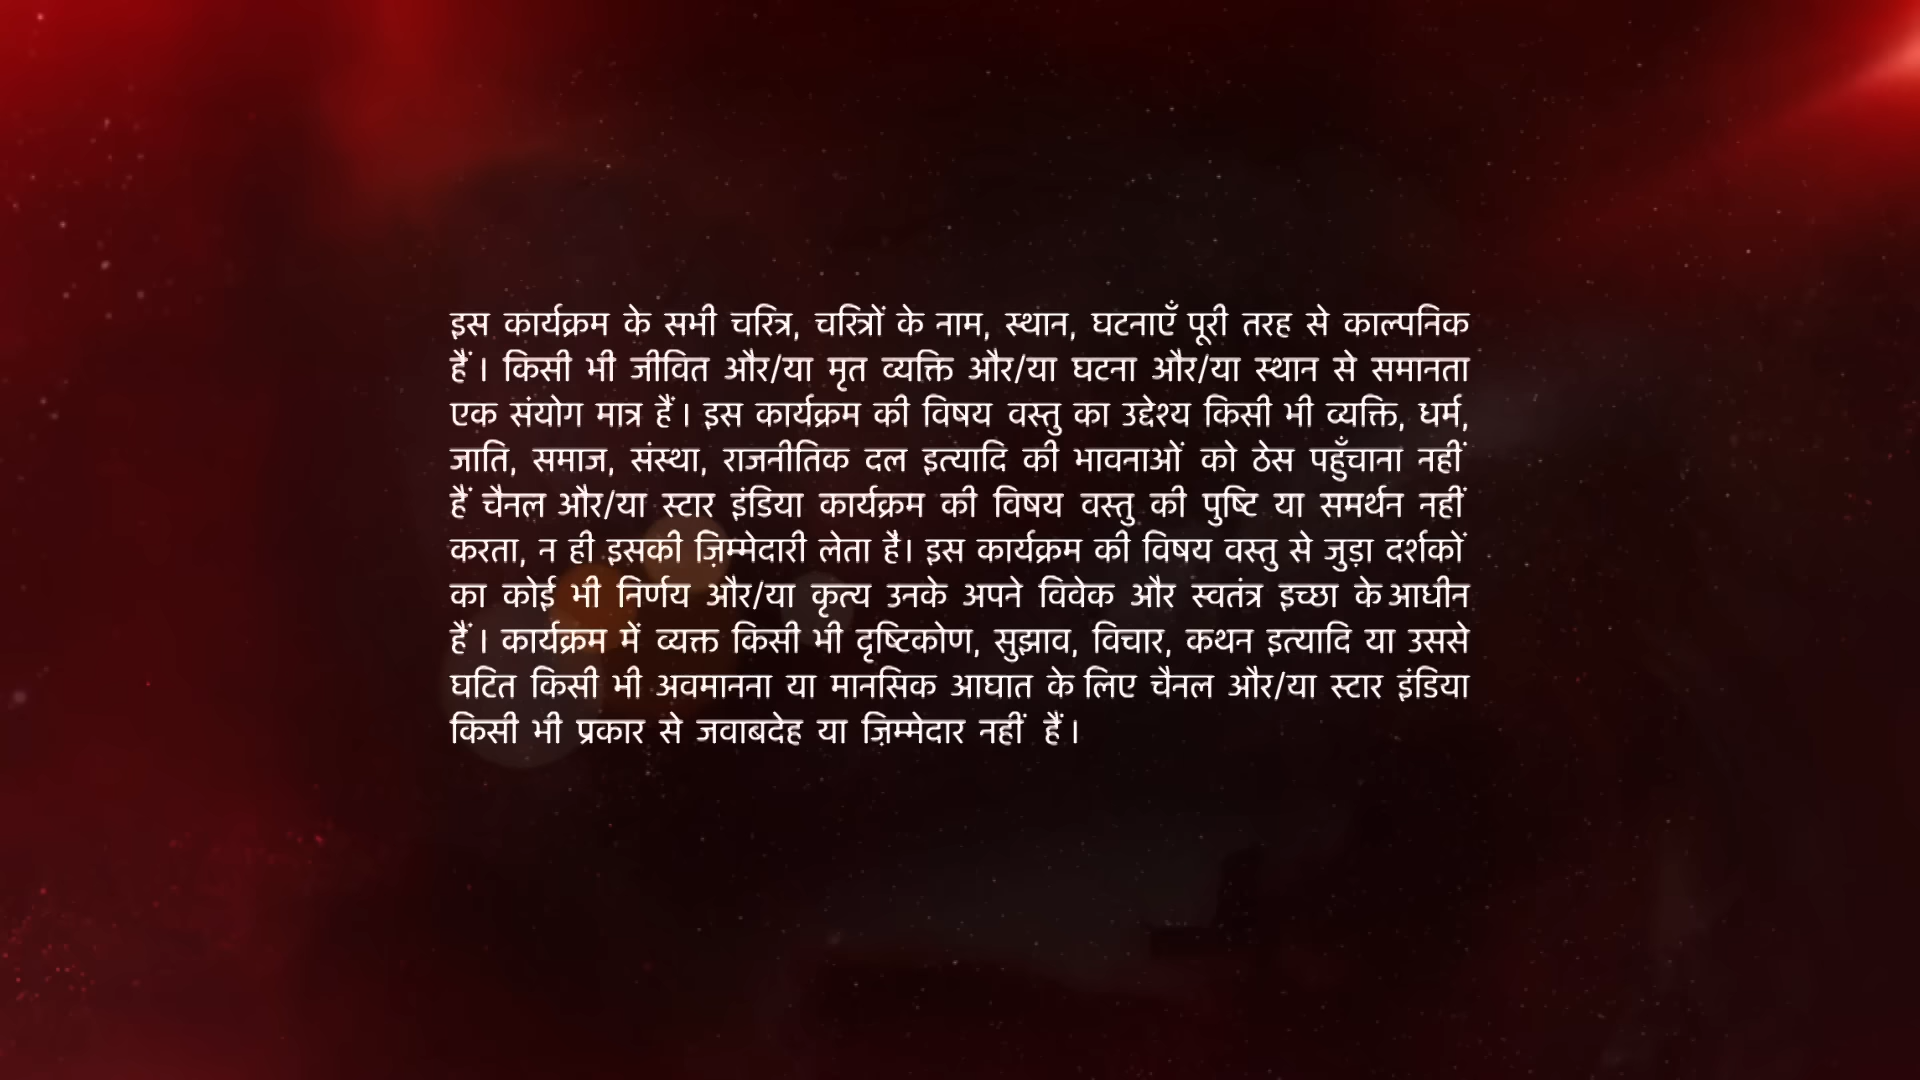 इस कार्यक्रम के सभी चरित्र, चरित्रों के नाम, स्थान, घटनाएँ पूरी तरह से काल्पनिक
हैं । किसी भी जीवित और/या मृत व्यक्ति और/या घटना और/या स्थान से समानता
एक संयोग मात्र हैं । इस कार्यक्रम की विषय वस्तु का उद्देश्य किसी भी व्यक्ति, धर्म,
जाति, समाज, संस्था, राजनीतिक दल इत्यादि की भावनाओं को ठेस पहुँचाना नहीं
हैं चैनल और/या स्टार इंडिया कार्यक्रम की विषय वस्तु की पुष्टि या समर्थन नहीं
करता, न ही इसकी ज़िम्मेदारी लेता है। इस कार्यक्रम की विषय वस्तु से जुड़ा दर्शकों
का कोई भी निर्णय और/या कृत्य उनके अपने विवेक और स्वतंत्र इच्छा के आधीन
हैं । कार्यक्रम में व्यक्त किसी भी दृष्टिकोण, सुझाव, विचार, कथन इत्यादि या उससे
घटित किसी भी अवमानना या मानसिक आघात के लिए चैनल और/या स्टार इंडिया
किसी भी प्रकार से जवाबदेह या ज़िम्मेदार नहीं हैं ।